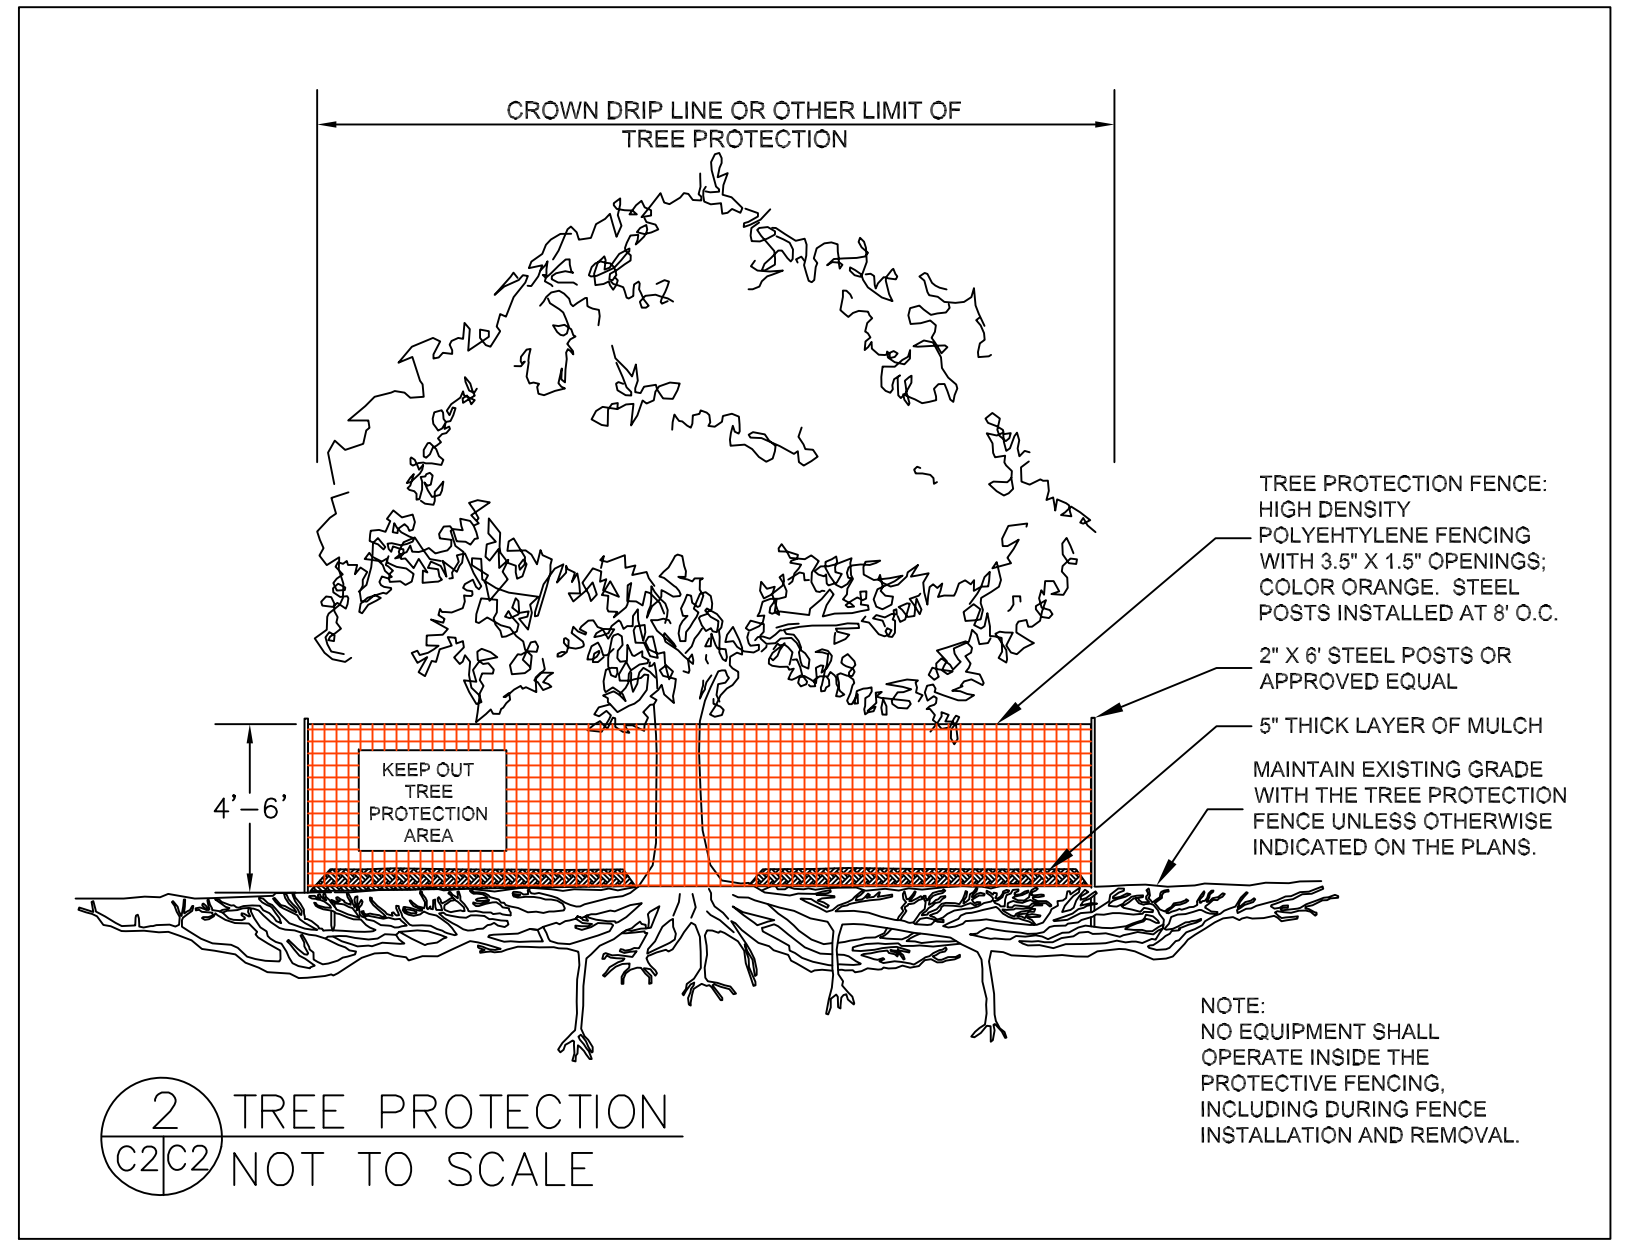 CROWN DRIP LINE OR OTHER LIMIT OF
TREE PROTECTION
TREE PROTECTION FENCE:
HIGH DENSITY
POLYEHTYLENE FENCING
WITH 3.5" X 1.5" OPENINGS;
COLOR ORANGE. STEEL
POSTS INSTALLED AT 8' O.C.
2" X 6' STEEL POSTS OR
APPROVED EQUAL
5" THICK LAYER OF MULCH
MAINTAIN EXISTING GRADE
WITH THE TREE PROTECTION
FENCE UNLESS OTHERWISE
INDICATED ON THE PLANS.
KEEP OUT
TREE
PROTECTION
AREA
4'-6'
NOTE:
NO EQUIPMENT SHALL
OPERATE INSIDE THE
PROTECTIVE FENCING,
INCLUDING DURING FENCE
INSTALLATION AND REMOVAL.
2
C2 C2
TREE PROTECTION
NOT TO SCALE